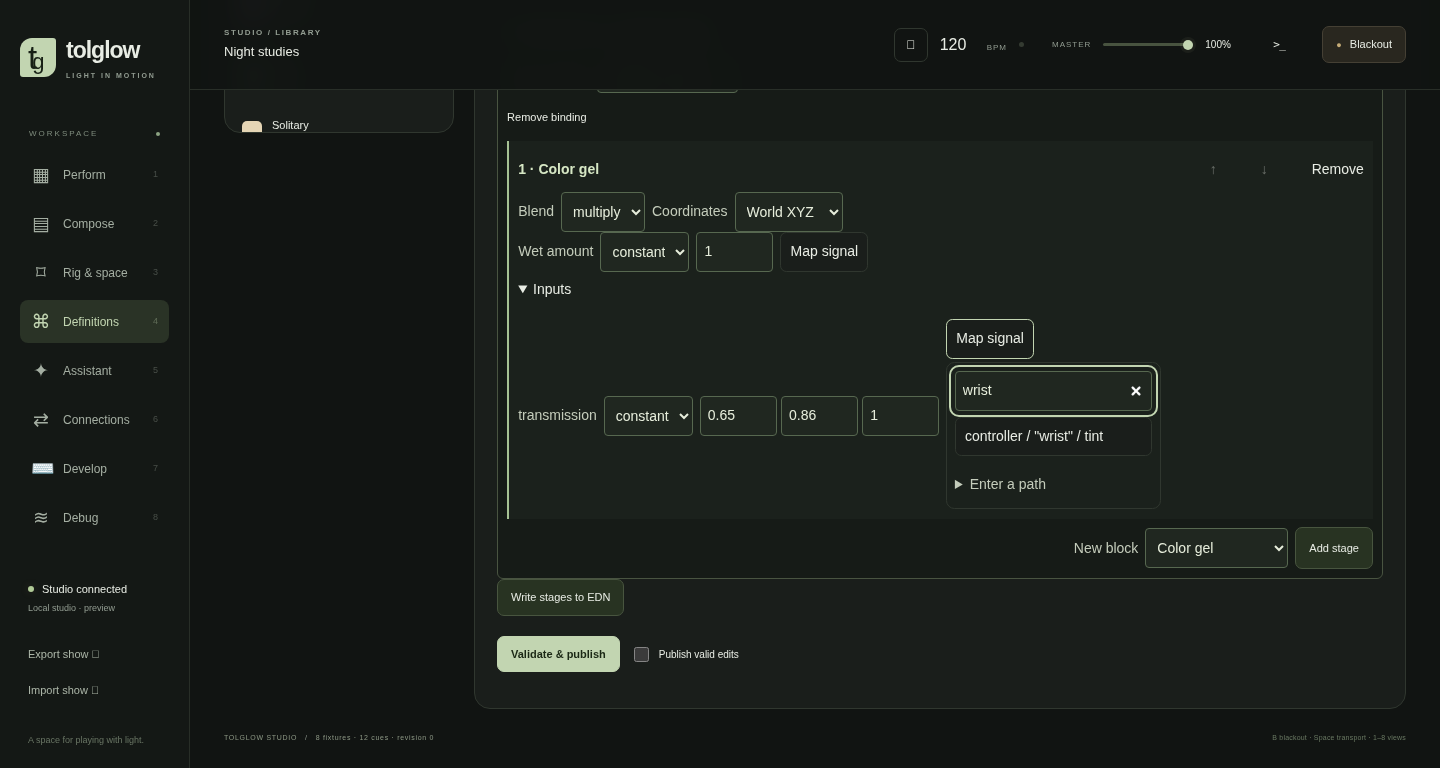 tg tolglow
LIGHT IN MOTION
WORKSPACE
Perform 1
Compose 2
Rig & space 3
Definitions 4
Assistant 5
Connections 6
Develop 7
Debug 8
Studio connected
Local studio · preview
Export show
Import show
A space for playing with light.
STUDIO / LIBRARY
Night studies
120 BPM
MASTER 100%
>_
Blackout
Solitary
Remove binding
1 · Color gel ↑ ↓ Remove
Blend multiply Coordinates World XYZ
Wet amount constant 1 Map signal
▼ Inputs
Map signal
wrist ×
transmission constant 0.65 0.86 1
controller / "wrist" / tint
▶ Enter a path
New block Color gel Add stage
Write stages to EDN
Validate & publish Publish valid edits
TOLGLOW STUDIO / 8 fixtures · 12 cues · revision 0
B blackout · Space transport · 1–8 views